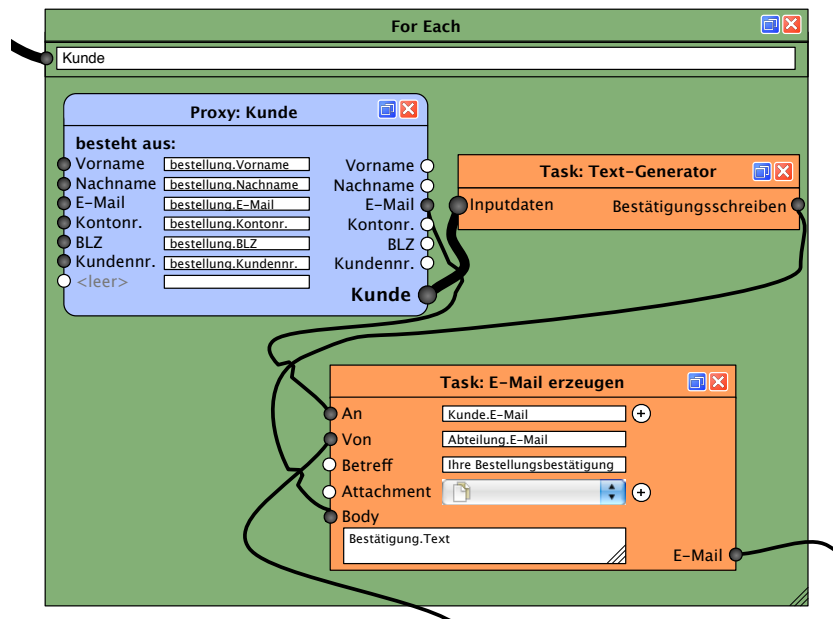 For Each
Kunde
Proxy: Kunde
besteht aus:
Vorname bestellung.Vorname Vorname
Nachname bestellung.Nachname Nachname
E-Mail bestellung.E-Mail E-Mail
Kontonr. bestellung.Kontonr. Kontonr.
BLZ bestellung.BLZ BLZ
Kundennr. bestellung.Kundennr. Kundennr.
<leer>
Kunde
Task: Text-Generator
Inputdaten Bestätigungsschreiben
Task: E-Mail erzeugen
An Kunde.E-Mail
Von Abteilung.E-Mail
Betreff Ihre Bestellungsbestätigung
Attachment
Body
Bestätigung.Text
E-Mail